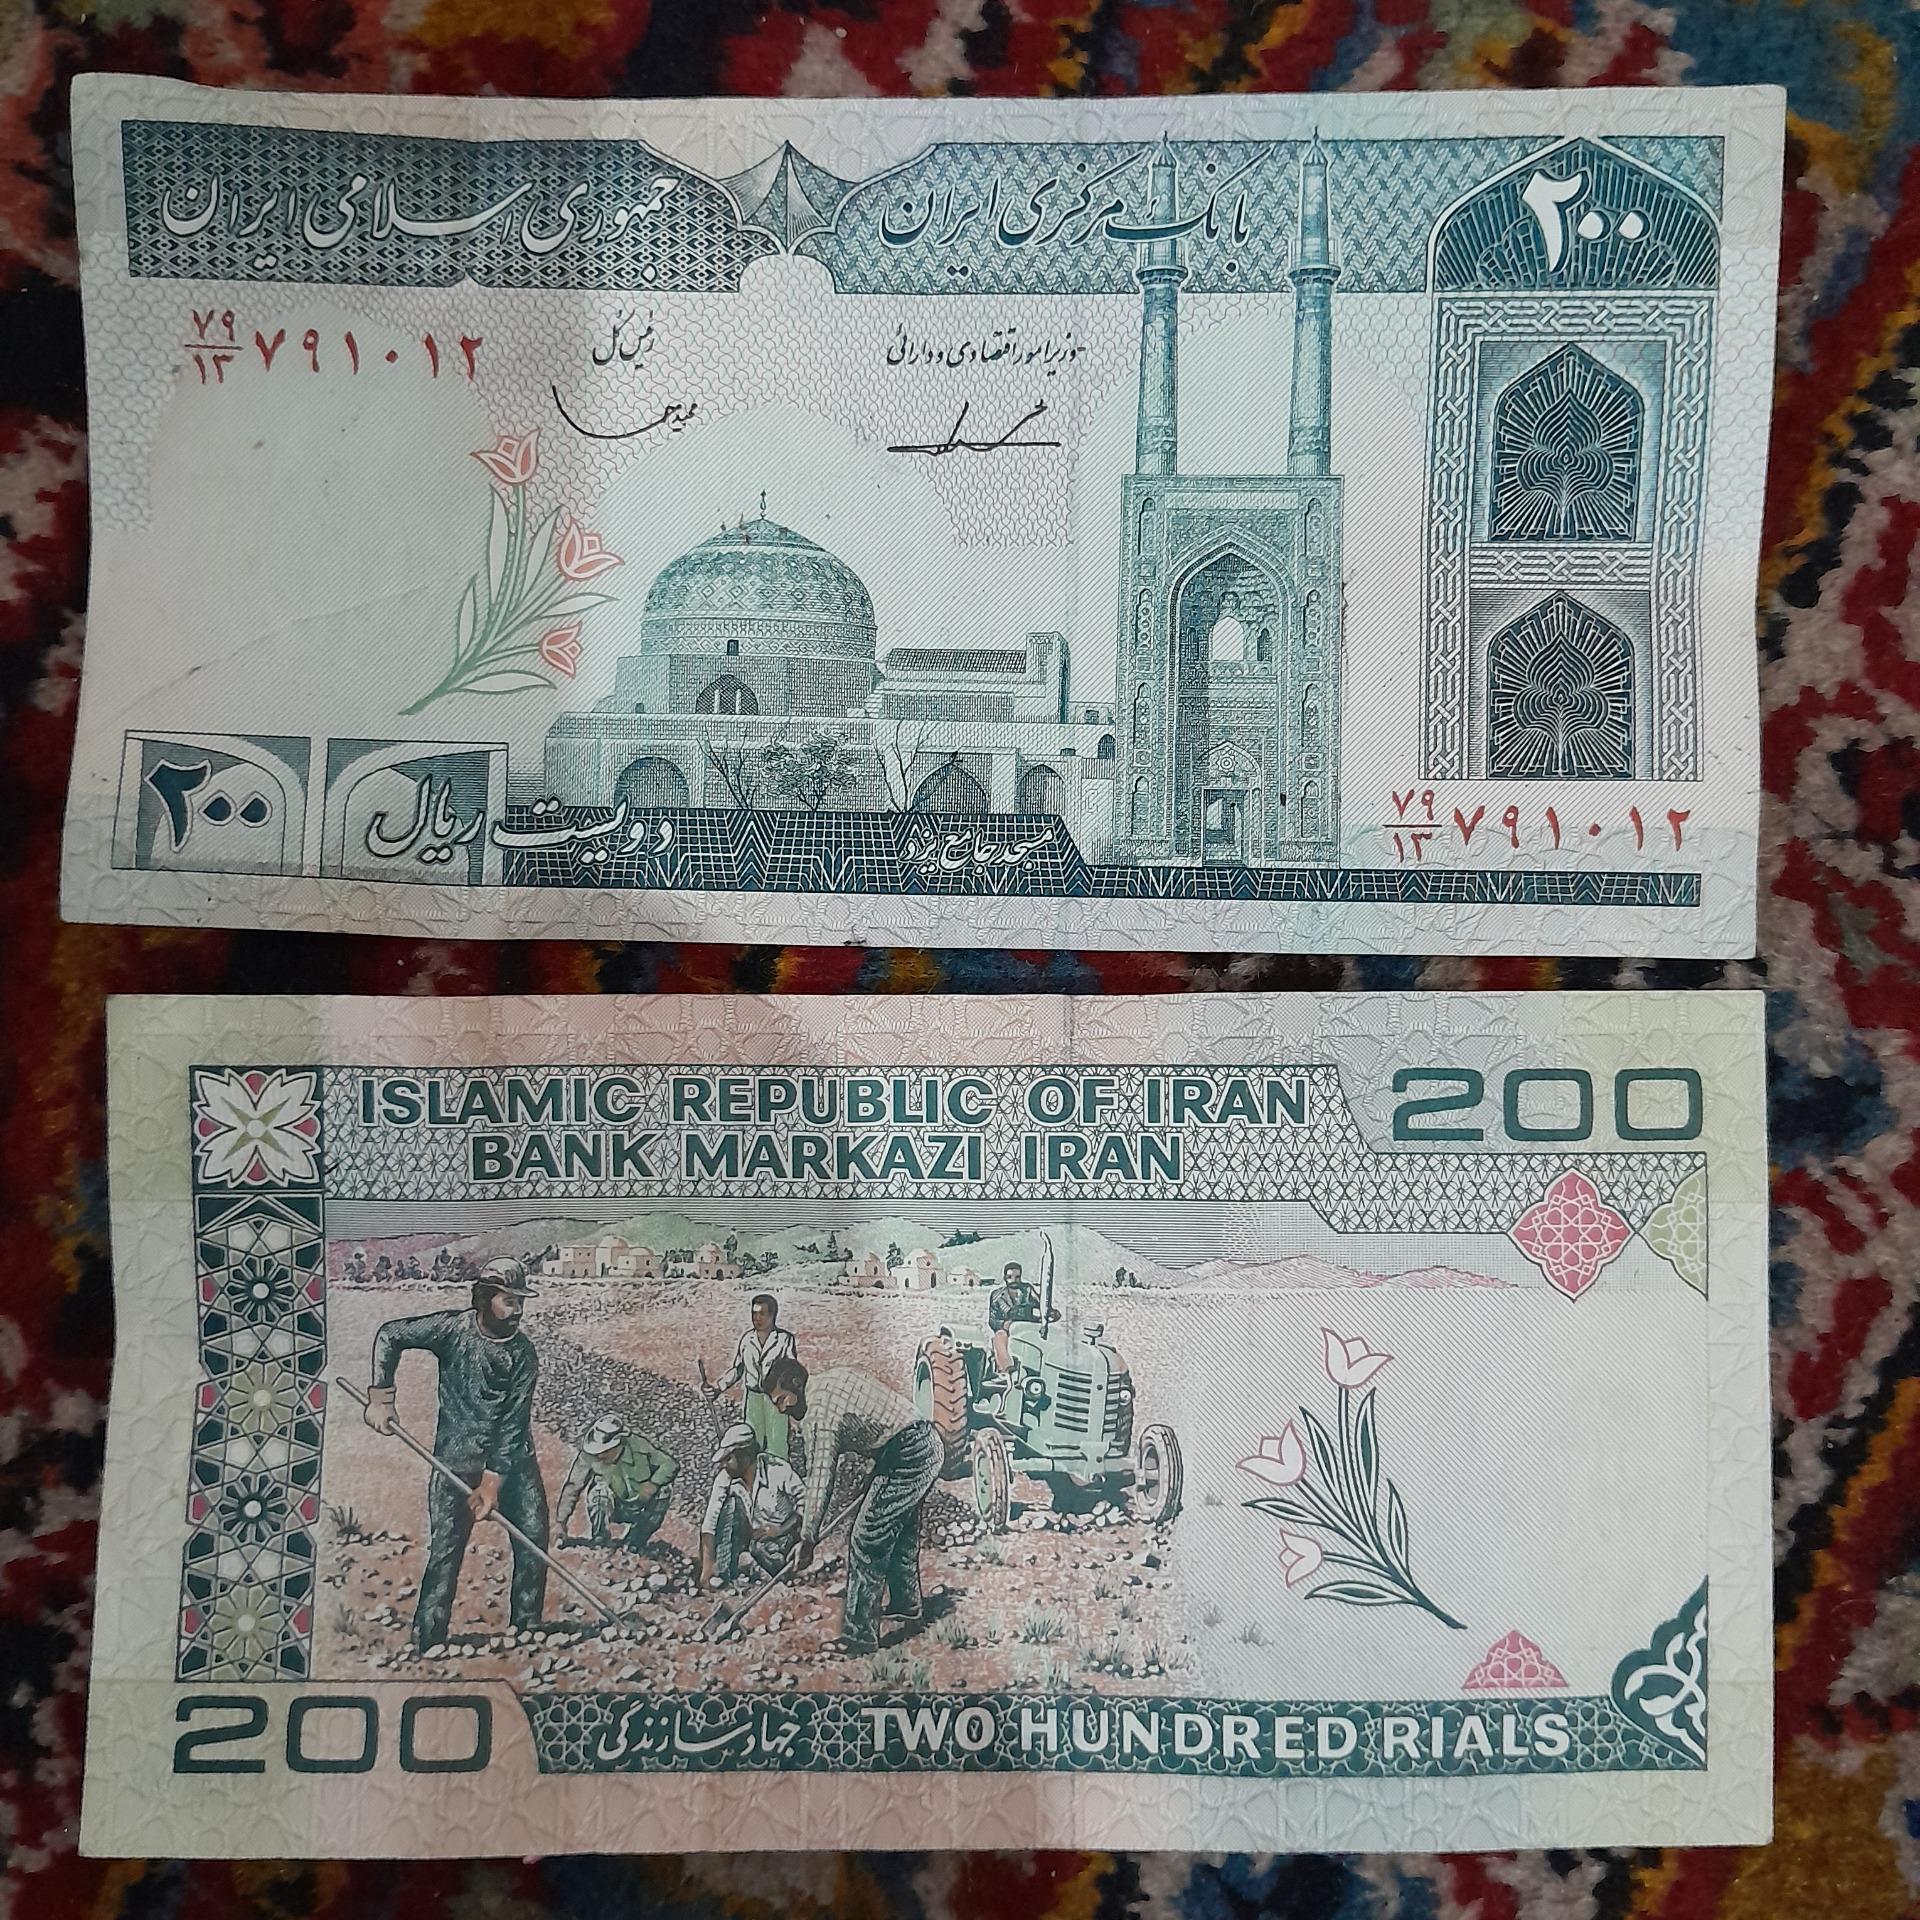 جمهوری اسلامی ایران
بانک مرکزی ایران
۲۰۰
۷۹/۱۳ ۷۹۱۰۱۲
رئیس کل
وزیر امور اقتصادی و دارائی
۲۰۰
دویست ریال
مسجد جامع یزد
۷۹/۱۳ ۷۹۱۰۱۲
ISLAMIC REPUBLIC OF IRAN
BANK MARKAZI IRAN
200
200
جهاد سازندگی
TWO HUNDRED RIALS